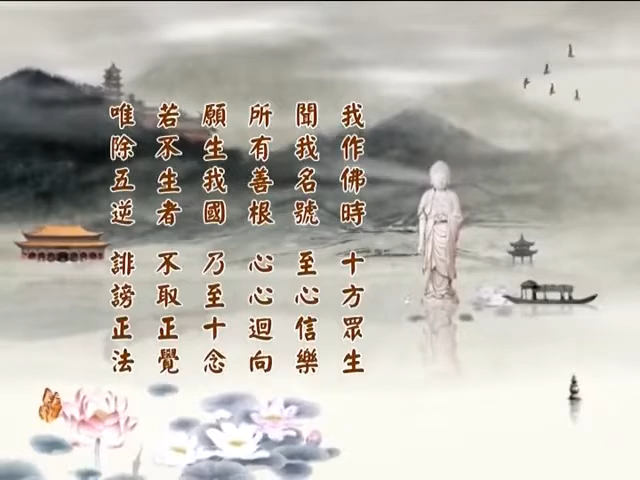 我作佛時 十方眾生
聞我名號 至心信樂
所有善根 心心迴向
願生我國 乃至十念
若不生者 不取正覺
唯除五逆 誹謗正法